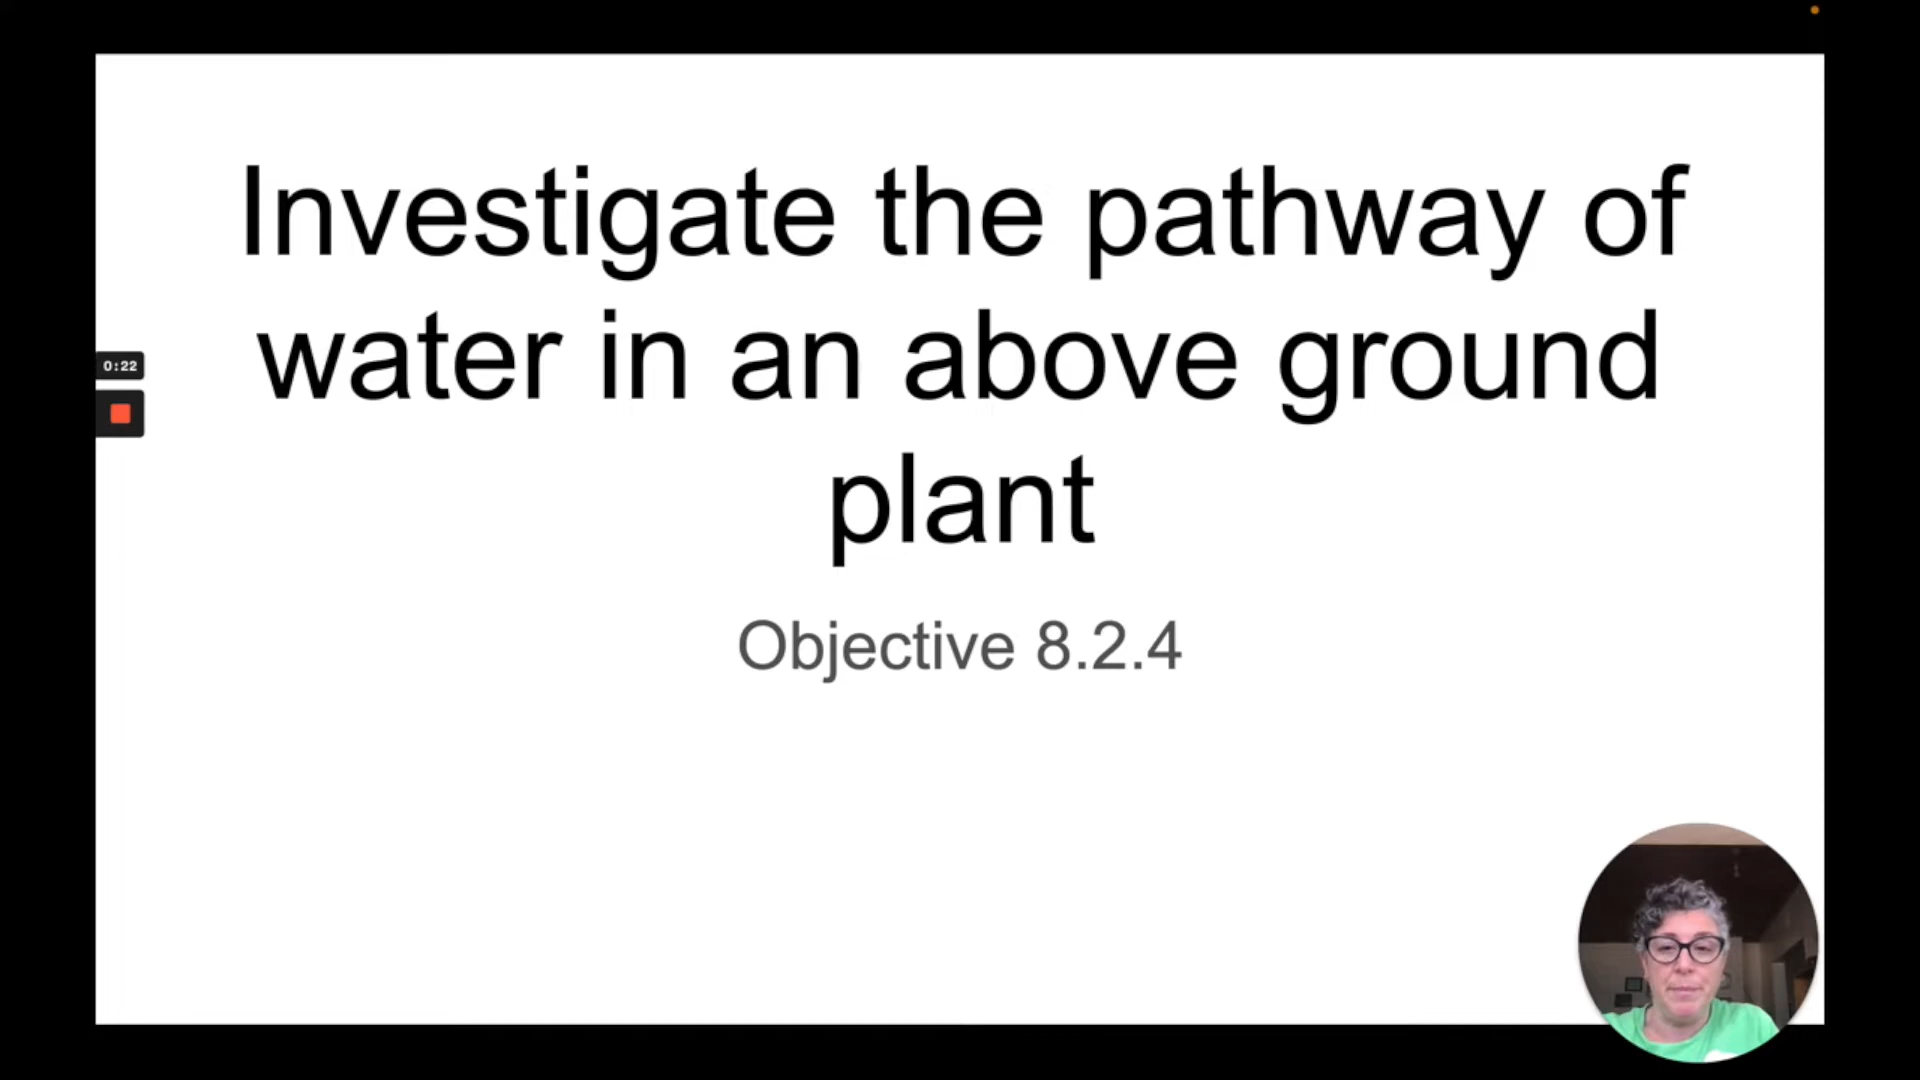 Investigate the pathway of
water in an above ground
plant
Objective 8.2.4
0:22